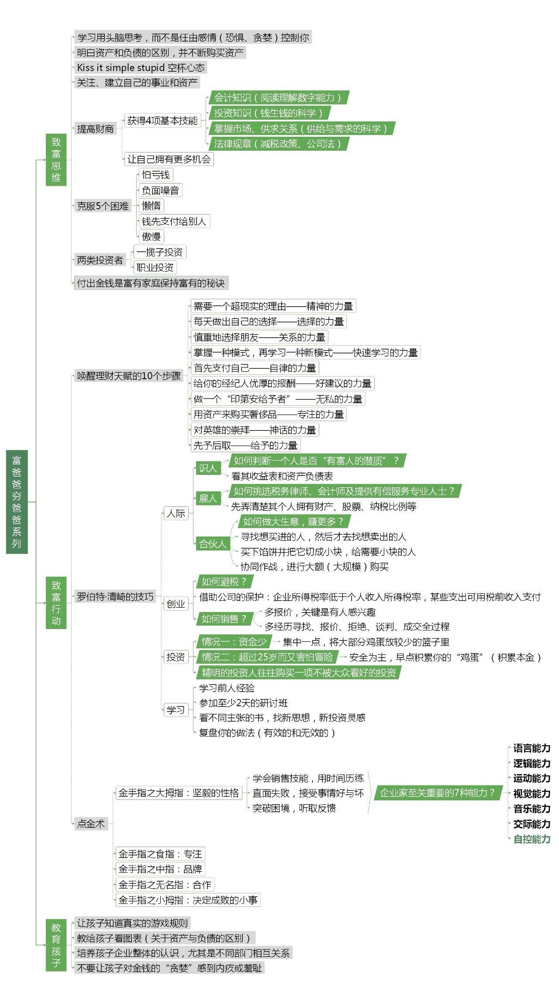 富爸爸穷爸爸系列
致富思维
学习用头脑思考，而不是任由感情（恐惧、贪婪）控制你
明白资产和负债的区别，并不断购买资产
Kiss it simple stupid 空杯心态
关注、建立自己的事业和资产
提高财商
获得4项基本技能
会计知识（阅读理解数字能力）
投资知识（钱生钱的科学）
掌握市场、供求关系（供给与需求的科学）
法律规章（减税政策、公司法）
让自己拥有更多机会
克服5个困难
怕亏钱
负面噪音
懒惰
钱先支付给别人
傲慢
两类投资者
一揽子投资
职业投资
付出金钱是富有家庭保持富有的秘诀
致富行动
唤醒理财天赋的10个步骤
需要一个超现实的理由——精神的力量
每天做出自己的选择——选择的力量
慎重地选择朋友——关系的力量
掌握一种模式，再学习一种新模式——快速学习的力量
首先支付自己——自律的力量
给你的经纪人优厚的报酬——好建议的力量
做一个“印第安给予者”——无私的力量
用资产来购买奢侈品——专注的力量
对英雄的崇拜——神话的力量
先予后取——给予的力量
罗伯特·清崎的技巧
人际
识人
如何判断一个人是否“有富人的潜质”？
看其收益表和资产负债表
雇人
如何挑选税务律师、会计师及提供有偿服务专业人士？
先弄清楚其个人拥有财产、股票、纳税比例等
合伙人
如何做大生意，赚更多？
寻找想买进的人，然后才去找想卖出的人
买下馅饼并把它切成小块，给需要小块的人
协同作战，进行大额（大规模）购买
创业
如何避税？
借助公司的保护：企业所得税率低于个人收入所得税率，某些支出可用税前收入支付
如何销售？
多报价，关键是有人感兴趣
多经历寻找、报价、拒绝、谈判、成交全过程
投资
情况一：资金少
集中一点，将大部分鸡蛋放较少的篮子里
情况二：超过25岁而又害怕冒险
安全为主，早点积累你的“鸡蛋”（积累本金）
精明的投资人往往购买一项不被大众看好的投资
学习
学习前人经验
参加至少2天的研讨班
看不同主张的书，找新思想，新投资灵感
复盘你的做法（有效的和无效的）
点金术
金手指之大拇指：坚毅的性格
学会销售技能，用时间历练
直面失败，接受事情好与坏
突破困境，听取反馈
企业家至关重要的7种能力？
语言能力
逻辑能力
运动能力
视觉能力
音乐能力
交际能力
自控能力
金手指之食指：专注
金手指之中指：品牌
金手指之无名指：合作
金手指之小拇指：决定成败的小事
教育孩子
让孩子知道真实的游戏规则
教给孩子看图表（关于资产与负债的区别）
培养孩子企业整体的认识，尤其是不同部门相互关系
不要让孩子对金钱的“贪婪”感到内疚或羞耻